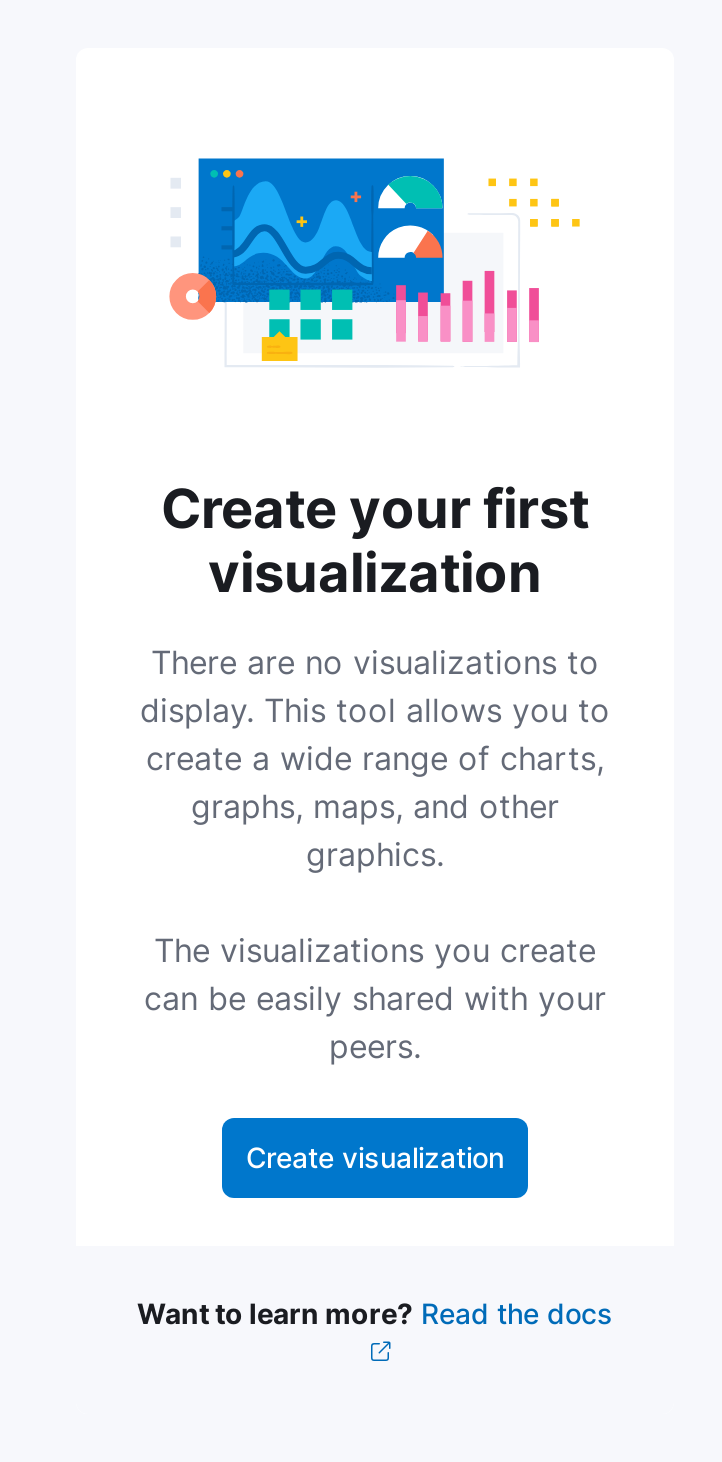 Create your first
visualization
There are no visualizations to
display. This tool allows you to
create a wide range of charts,
graphs, maps, and other
graphics.
The visualizations you create
can be easily shared with your
peers.
Create visualization
Want to learn more? Read the docs